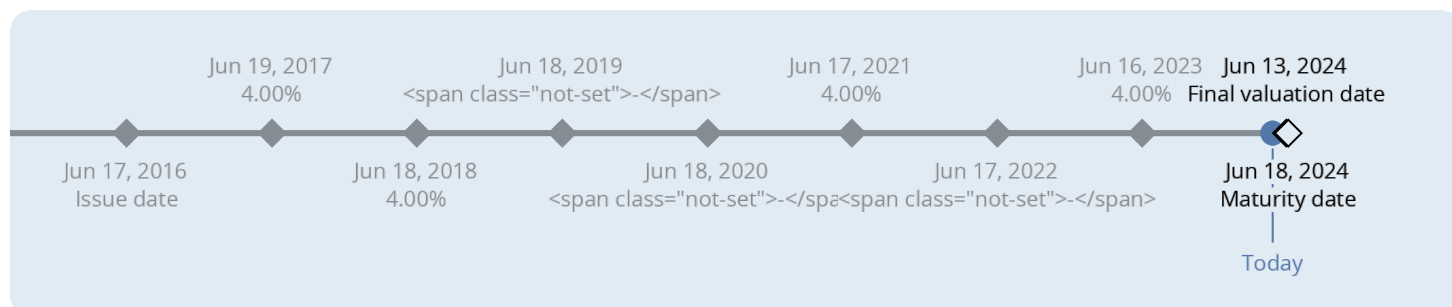 Jun 19, 2017
4.00%
Jun 18, 2019
<span class="not-set">-</span>
Jun 17, 2021
4.00%
Jun 16, 2023
4.00%
Jun 13, 2024
Final valuation date
Jun 17, 2016
Issue date
Jun 18, 2018
4.00%
Jun 18, 2020
<span class="not-set">-</spa
Jun 17, 2022
<span class="not-set">-</span>
Jun 18, 2024
Maturity date
Today